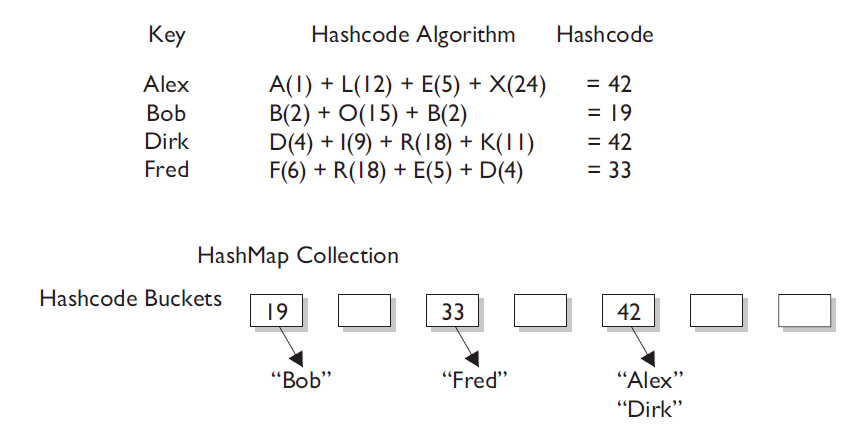 Key Hashcode Algorithm Hashcode
Alex A(1) + L(12) + E(5) + X(24) = 42
Bob B(2) + O(15) + B(2) = 19
Dirk D(4) + I(9) + R(18) + K(11) = 42
Fred F(6) + R(18) + E(5) + D(4) = 33
HashMap Collection
Hashcode Buckets 19 33 42
“Bob” “Fred” “Alex”
“Dirk”